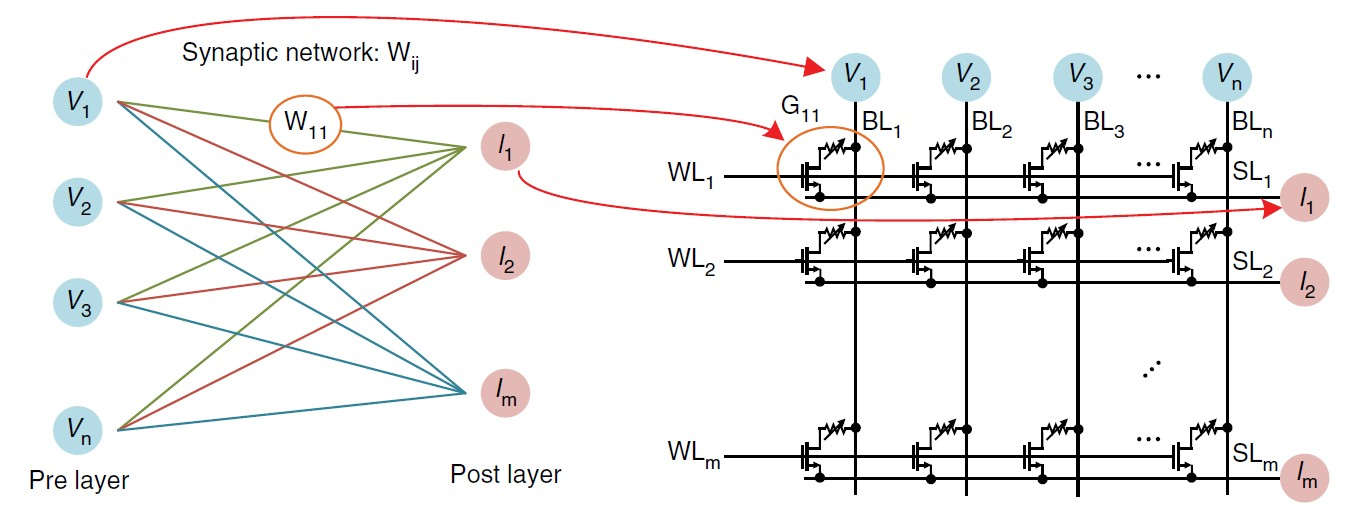 Synaptic network: Wij
V1
V2
V3
Vn
Pre layer
W11
I1
I2
Im
Post layer
V1 V2 V3 ... Vn
G11 BL1 BL2 BL3 BLn
WL1 ... SL1 I1
WL2 ... SL2 I2
...
WLm ... SLm Im